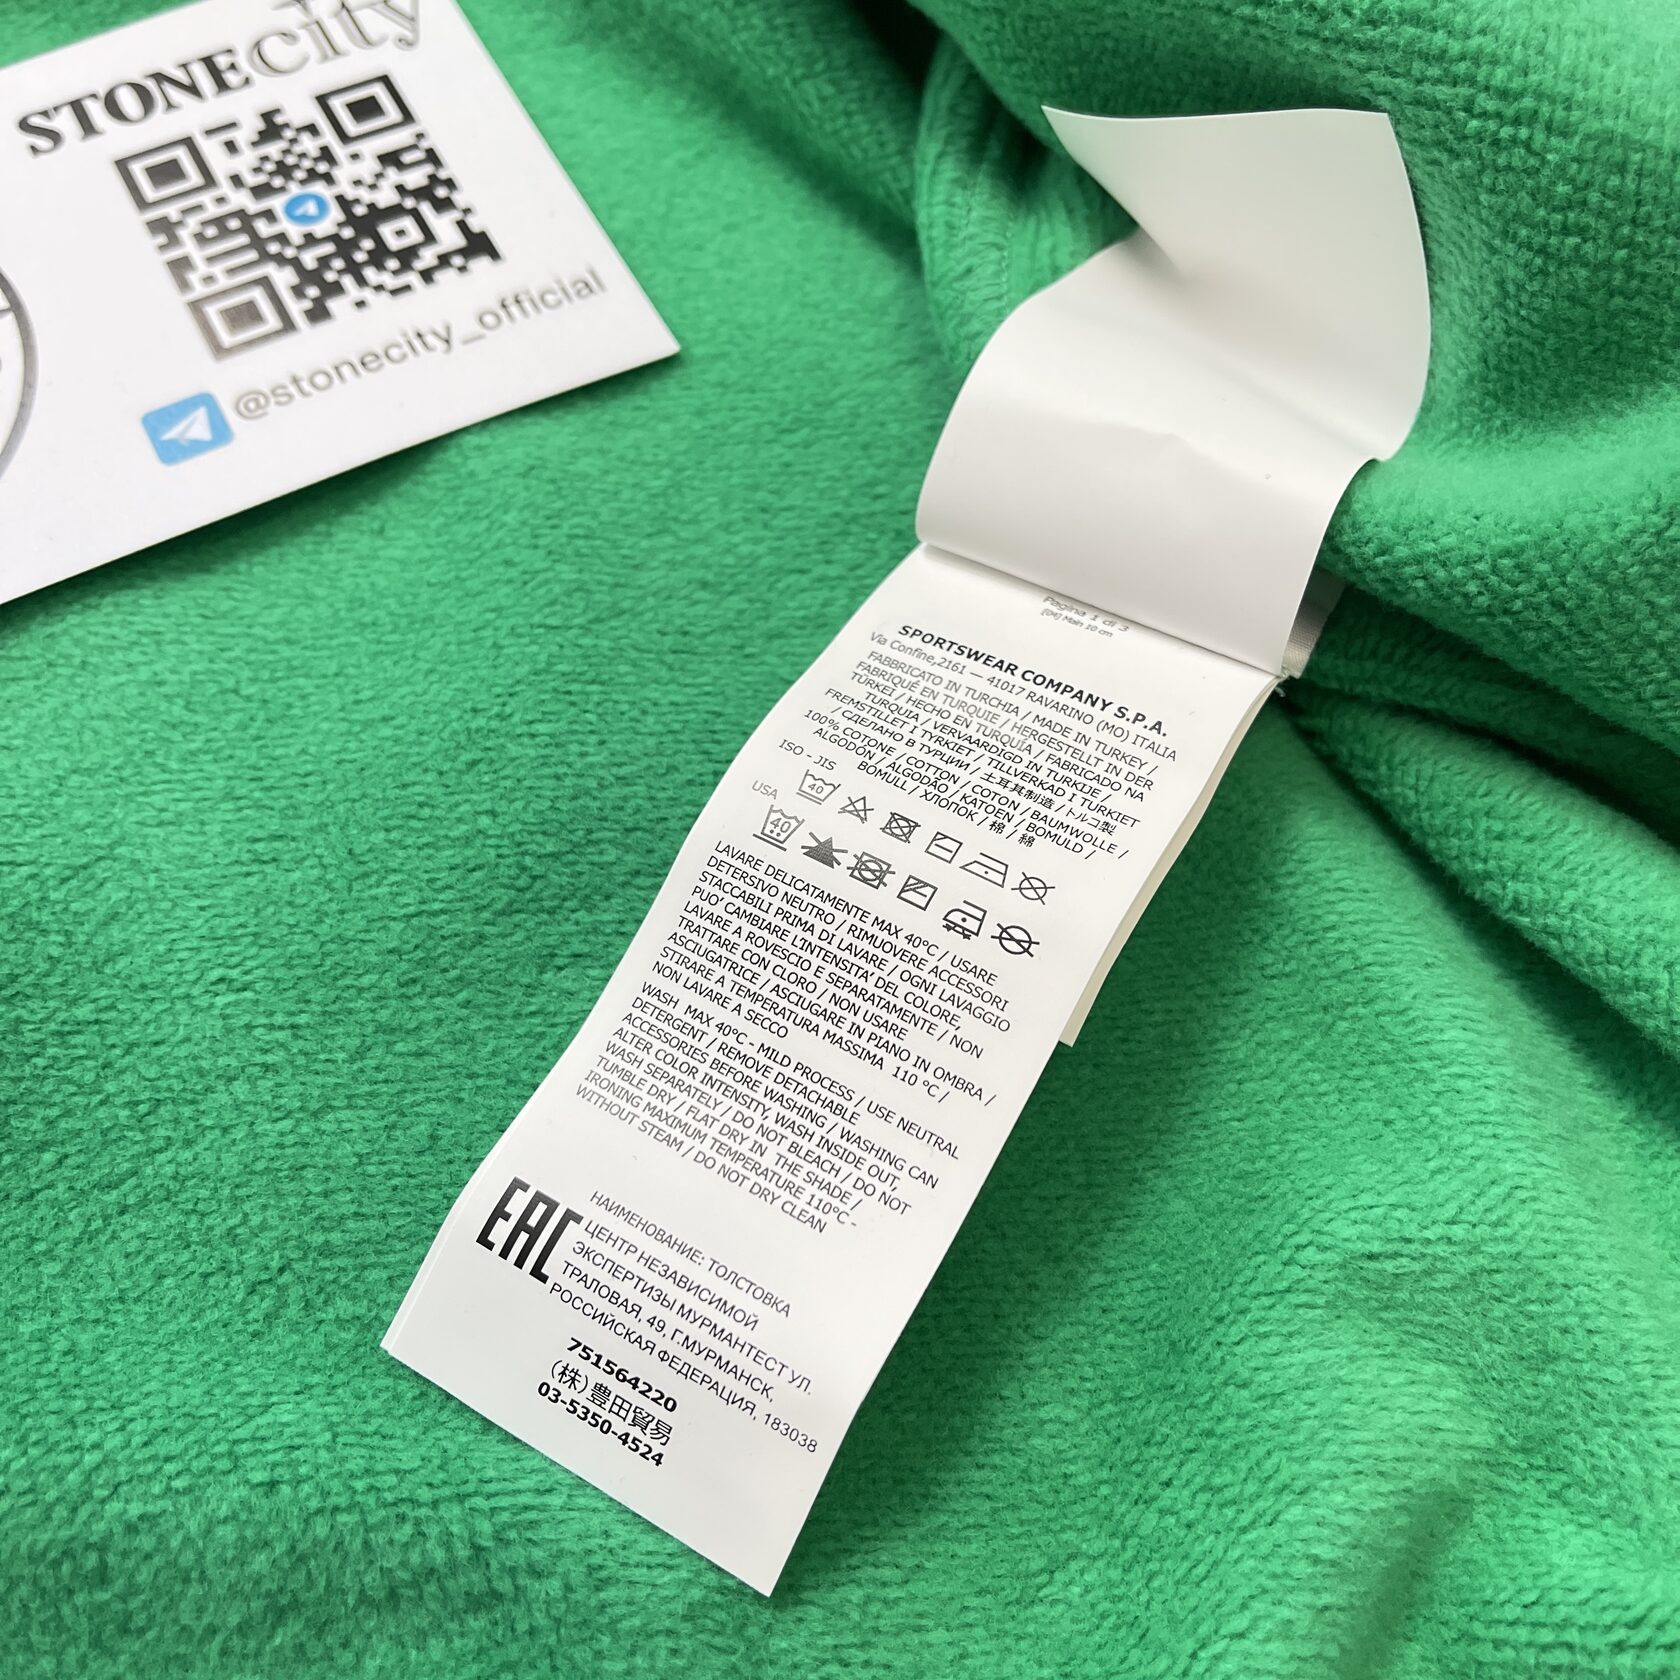 STONEcity
@stonecity_official
Pagina 1 di 3
[04] Main 10 cm
SPORTSWEAR COMPANY S.P.A.
Via Confine,2161 — 41017 RAVARINO (MO) ITALIA
FABBRICATO IN TURCHIA / MADE IN TURKEY /
FABRIQUÉ EN TURQUIE / HERGESTELLT IN DER
TÜRKEI / HECHO EN TURQUÍA / FABRICADO NA
TURQUIA / VERVAARDIGD IN TURKIJE /
FREMSTILLET I TYRKIET / TILLVERKAD I TURKIET
/ СДЕЛАНО В ТУРЦИИ / 土耳其制造 / トルコ製
100% COTONE / COTTON / COTON / BAUMWOLLE /
ALGODÓN / ALGODÃO / KATOEN / BOMULD /
BOMULL / ХЛОПОК / 棉 / 綿
ISO - JIS
40
USA
40
LAVARE DELICATAMENTE MAX 40°C / USARE
DETERSIVO NEUTRO / RIMUOVERE ACCESSORI
STACCABILI PRIMA DI LAVARE / OGNI LAVAGGIO
PUO' CAMBIARE L'INTENSITA' DEL COLORE,
LAVARE A ROVESCIO E SEPARATAMENTE / NON
TRATTARE CON CLORO / NON USARE
ASCIUGATRICE / ASCIUGARE IN PIANO IN OMBRA /
STIRARE A TEMPERATURA MASSIMA 110 °C /
NON LAVARE A SECCO
WASH MAX 40°C - MILD PROCESS / USE NEUTRAL
DETERGENT / REMOVE DETACHABLE
ACCESSORIES BEFORE WASHING / WASHING CAN
ALTER COLOR INTENSITY, WASH INSIDE OUT,
WASH SEPARATELY / DO NOT BLEACH / DO NOT
TUMBLE DRY / FLAT DRY IN THE SHADE /
IRONING MAXIMUM TEMPERATURE 110°C -
WITHOUT STEAM / DO NOT DRY CLEAN
EAC
НАИМЕНОВАНИЕ: ТОЛСТОВКА
ЦЕНТР НЕЗАВИСИМОЙ
ЭКСПЕРТИЗЫ МУРМАНТЕСТ УЛ.
ТРАЛОВАЯ, 49, Г.МУРМАНСК,
РОССИЙСКАЯ ФЕДЕРАЦИЯ, 183038
751564220
(株)豊田貿易
03-5350-4524